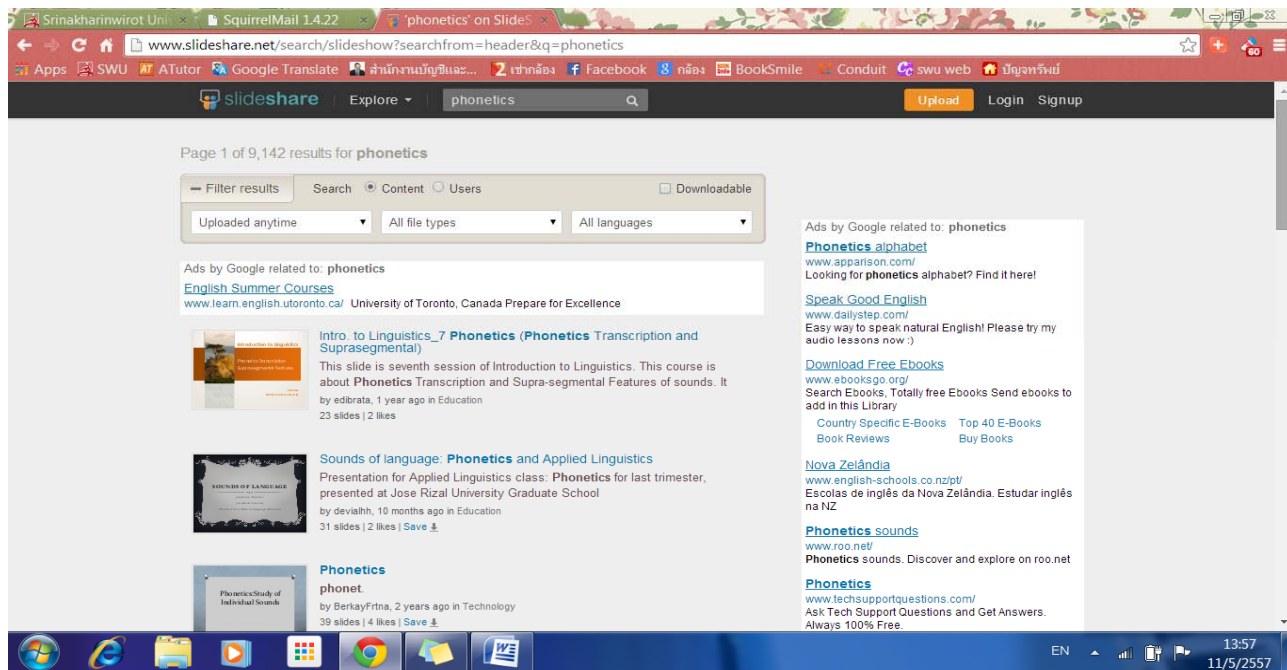 Srinakharinwirot Uni
SquirrelMail 1.4.22
'phonetics' on SlideS
www.slideshare.net/search/slideshow?searchfrom=header&q=phonetics
Apps SWU ATutor Google Translate สำนักงานบัญชีและ... เช่ากล้อง Facebook กล้อง BookSmile Conduit swu web ปัญจทรัพย์
slideshare Explore phonetics Upload Login Signup
Page 1 of 9,142 results for phonetics
Filter results Search Content Users Downloadable
Uploaded anytime All file types All languages
Ads by Google related to: phonetics
English Summer Courses
www.learn.english.utoronto.ca/ University of Toronto, Canada Prepare for Excellence
Introduction to Linguistics
Phonetics Transcription
Suprasegmental Features
Intro. to Linguistics_7 Phonetics (Phonetics Transcription and
Suprasegmental)
This slide is seventh session of Introduction to Linguistics. This course is
about Phonetics Transcription and Supra-segmental Features of sounds. It
by edibrata, 1 year ago in Education
23 slides | 2 likes
SOUNDS OF LANGUAGE
Sounds of language: Phonetics and Applied Linguistics
Presentation for Applied Linguistics class: Phonetics for last trimester,
presented at Jose Rizal University Graduate School
by devialhh, 10 months ago in Education
31 slides | 2 likes | Save
Phonetics:Study of
Individual Sounds
Phonetics
phonet.
by BerkayFrtna, 2 years ago in Technology
39 slides | 4 likes | Save
Ads by Google related to: phonetics
Phonetics alphabet
www.apparison.com/
Looking for phonetics alphabet? Find it here!
Speak Good English
www.dailystep.com/
Easy way to speak natural English! Please try my
audio lessons now :)
Download Free Ebooks
www.ebooksgo.org/
Search Ebooks, Totally free Ebooks Send ebooks to
add in this Library
Country Specific E-Books Top 40 E-Books
Book Reviews Buy Books
Nova Zelândia
www.english-schools.co.nz/pt/
Escolas de inglês da Nova Zelândia. Estudar inglês
na NZ
Phonetics sounds
www.roo.net/
Phonetics sounds. Discover and explore on roo.net
Phonetics
www.techsupportquestions.com/
Ask Tech Support Questions and Get Answers.
Always 100% Free.
EN 13:57
11/5/2557